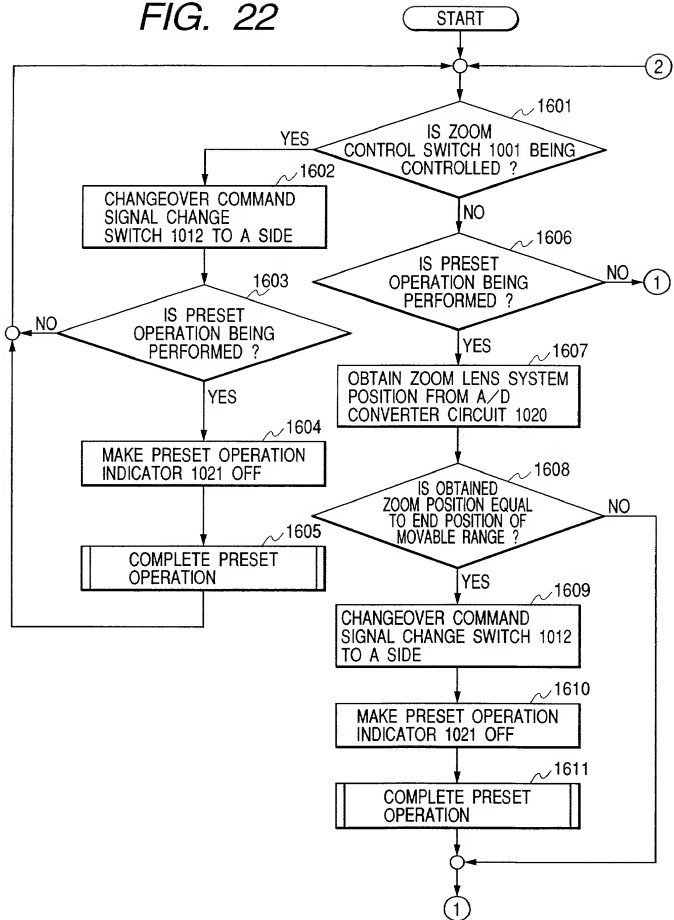 FIG. 22
START
2
1601
IS ZOOM
CONTROL SWITCH 1001 BEING
CONTROLLED ?
YES
NO
1602
CHANGEOVER COMMAND
SIGNAL CHANGE
SWITCH 1012 TO A SIDE
1603
IS PRESET
OPERATION BEING
PERFORMED ?
NO
YES
1604
MAKE PRESET OPERATION
INDICATOR 1021 OFF
1605
COMPLETE PRESET
OPERATION
1606
IS PRESET
OPERATION BEING
PERFORMED ?
NO
1
YES
1607
OBTAIN ZOOM LENS SYSTEM
POSITION FROM A/D
CONVERTER CIRCUIT 1020
1608
IS OBTAINED
ZOOM POSITION EQUAL
TO END POSITION OF
MOVABLE RANGE ?
NO
YES
1609
CHANGEOVER COMMAND
SIGNAL CHANGE SWITCH 1012
TO A SIDE
1610
MAKE PRESET OPERATION
INDICATOR 1021 OFF
1611
COMPLETE PRESET
OPERATION
1